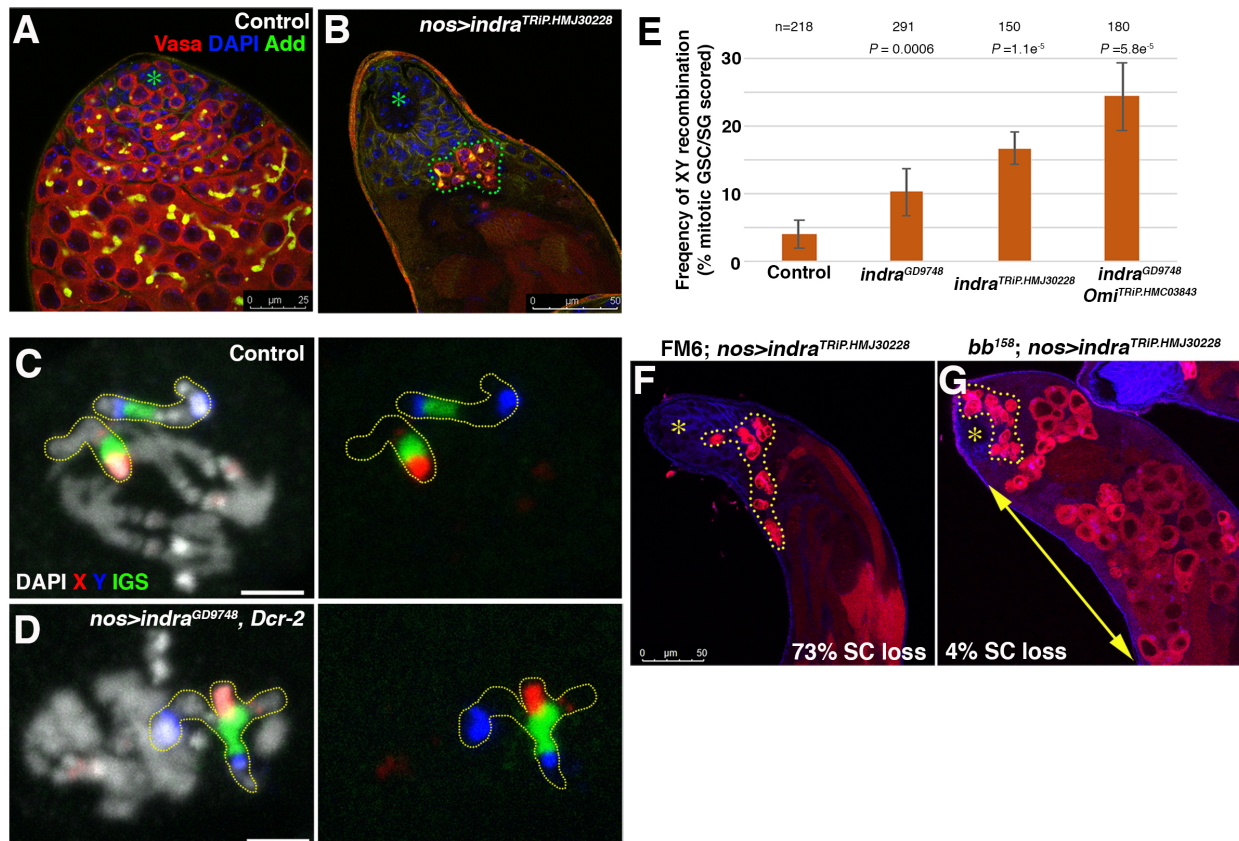 A
Control
Vasa DAPI Add
*
0 µm 25
B
nos>indraTRiP.HMJ30228
*
0 µm 50
C
Control
DAPI X Y IGS
D
nos>indraGD9748, Dcr-2
E
n=218 291 150 180
P = 0.0006 P =1.1e-5 P =5.8e-5
Freqency of XY recombination
(% mitotic GSC/SG scored)
30
20
10
0
Control
indraGD9748
indraTRiP.HMJ30228
indraGD9748
OmiTRiP.HMC03843
FM6; nos>indraTRiP.HMJ30228
F
*
0 µm 50
73% SC loss
bb158; nos>indraTRiP.HMJ30228
G
*
4% SC loss